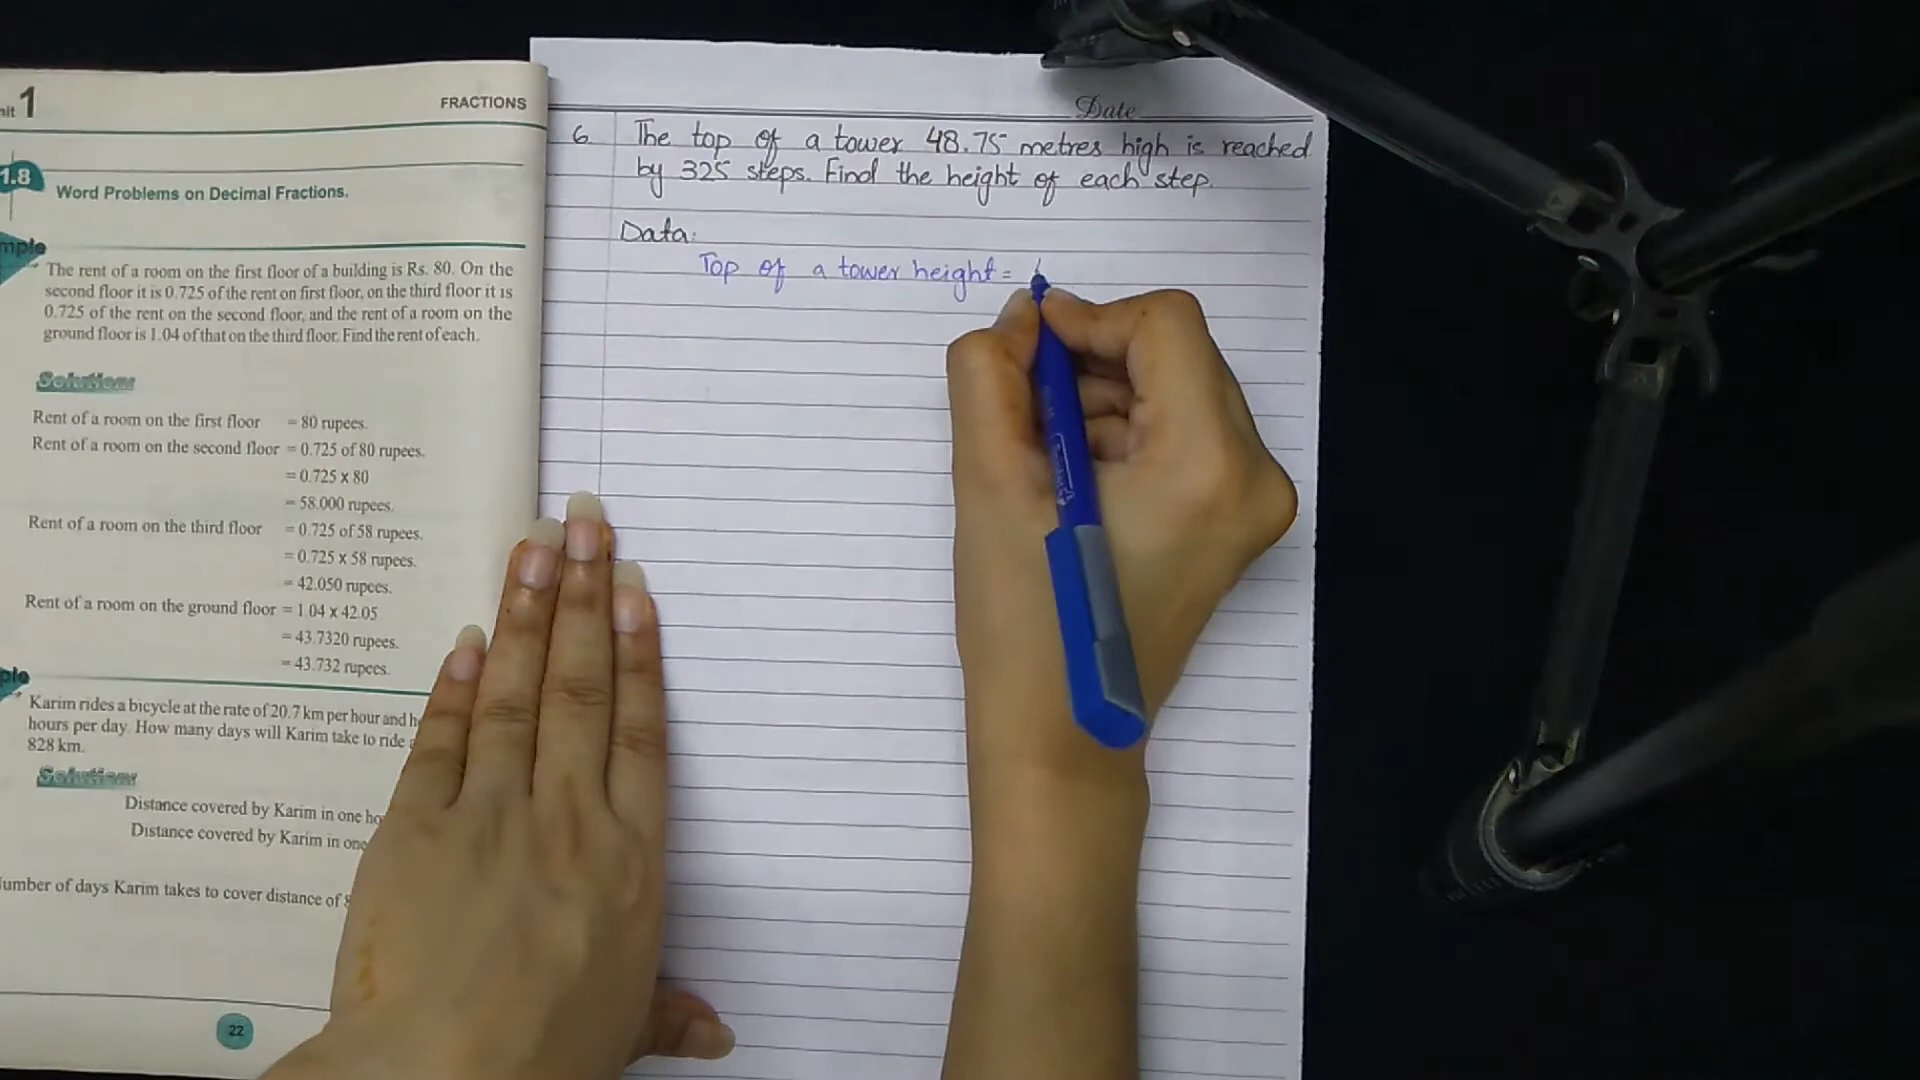 1
FRACTIONS
1.8
Word Problems on Decimal Fractions.
The rent of a room on the first floor of a building is Rs. 80. On the
second floor it is 0.725 of the rent on first floor, on the third floor it is
0.725 of the rent on the second floor, and the rent of a room on the
ground floor is 1.04 of that on the third floor. Find the rent of each.
Solution:
Rent of a room on the first floor = 80 rupees.
Rent of a room on the second floor = 0.725 of 80 rupees.
= 0.725 x 80
= 58.000 rupees.
Rent of a room on the third floor = 0.725 of 58 rupees.
= 0.725 x 58 rupees.
= 42.050 rupees.
Rent of a room on the ground floor = 1.04 x 42.05
= 43.7320 rupees.
= 43.732 rupees.
Karim rides a bicycle at the rate of 20.7 km per hour and
hours per day. How many days will Karim take to ride
828 km.
Solution:
Distance covered by Karim in one
Distance covered by Karim in one
Number of days Karim takes to cover distance of
22
Date
6. The top of a tower 48.75 metres high is reached
by 325 steps. Find the height of each step.
Data:
Top of a tower height =